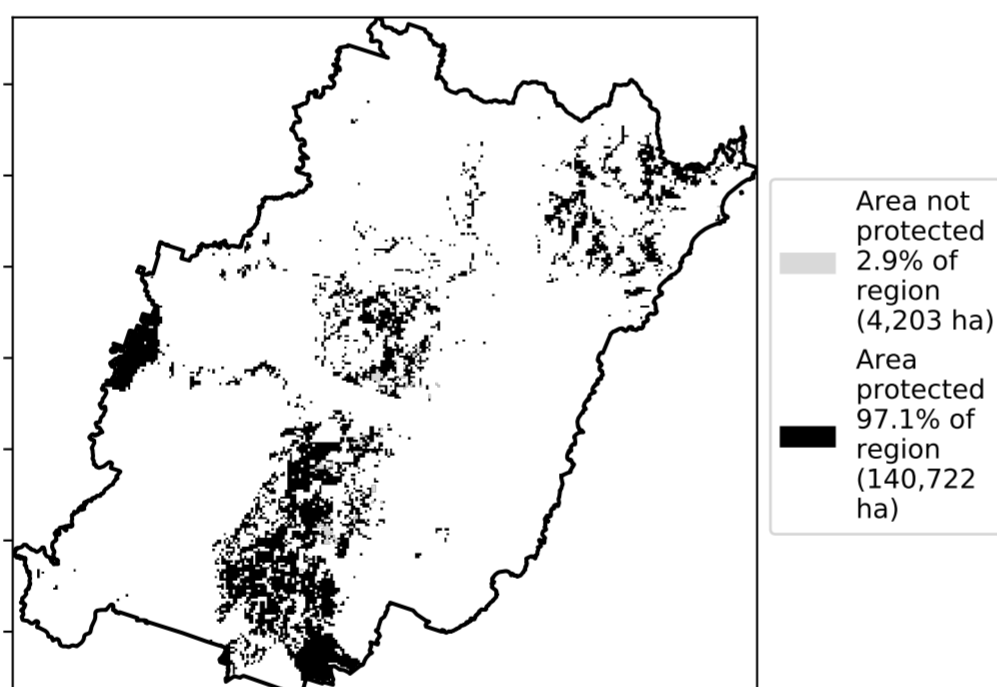 Area not
protected
2.9% of
region
(4,203 ha)
Area
protected
97.1% of
region
(140,722
ha)